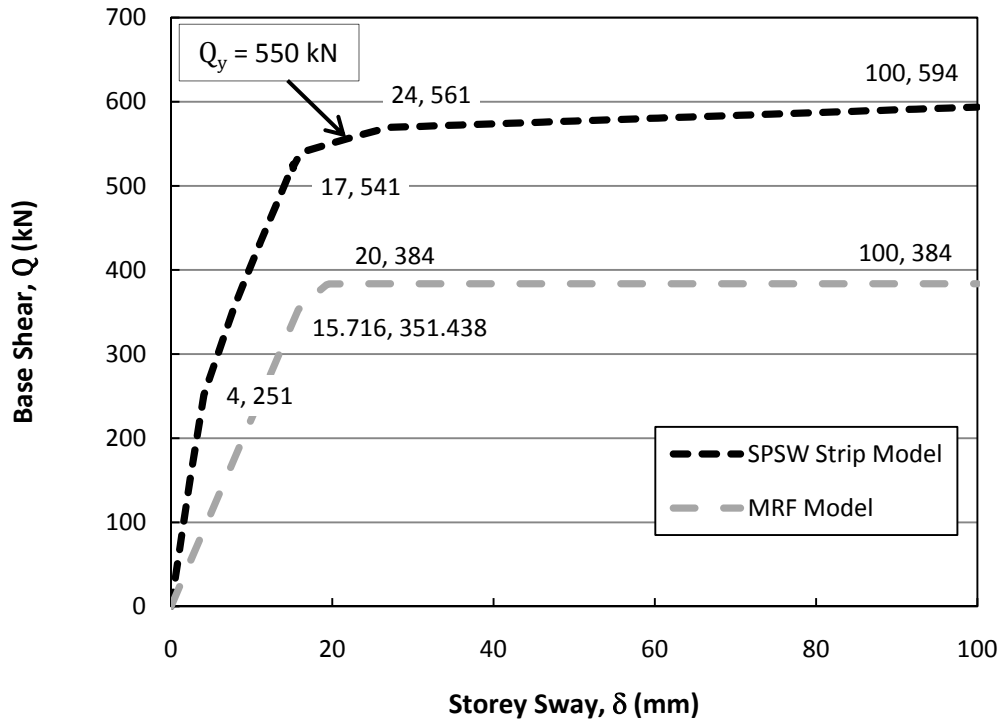 700
600
500
400
300
200
100
0
Base Shear, Q (kN)
Q_y = 550 kN
24, 561
100, 594
17, 541
20, 384
100, 384
15.716, 351.438
4, 251
SPSW Strip Model
MRF Model
0 20 40 60 80 100
Storey Sway, δ (mm)